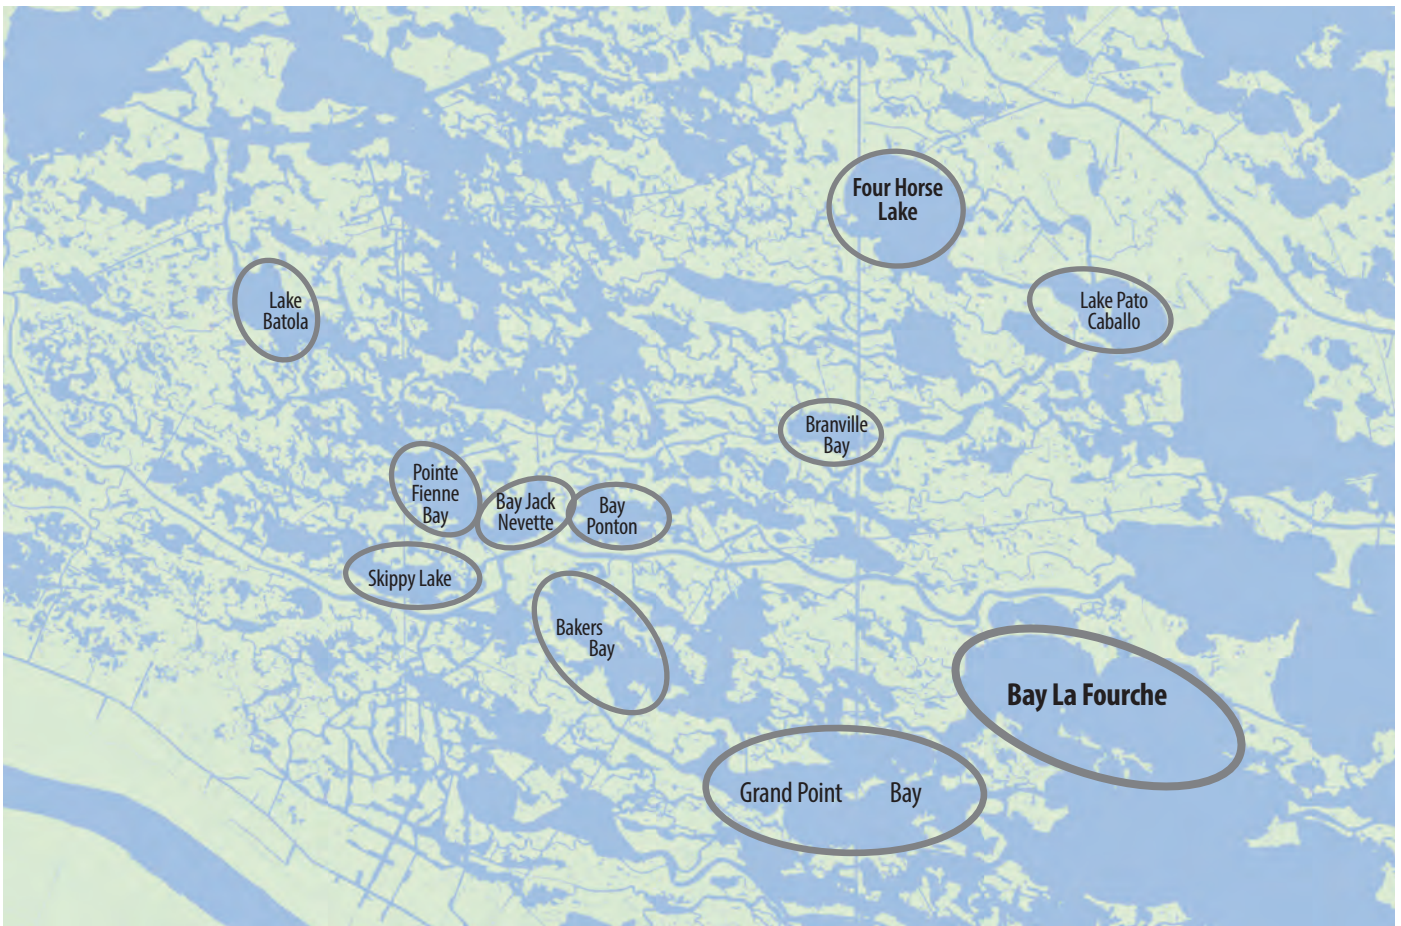 Four Horse
Lake
Lake
Batola
Lake Pato
Caballo
Branville
Bay
Pointe
Fienne
Bay
Bay Jack
Nevette
Bay
Ponton
Skippy Lake
Bakers
Bay
Bay La Fourche
Grand Point Bay